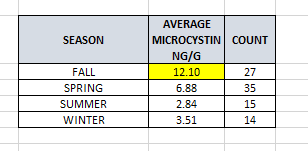 SEASON AVERAGE MICROCYSTIN NG/G COUNT
FALL 12.10 27
SPRING 6.88 35
SUMMER 2.84 15
WINTER 3.51 14